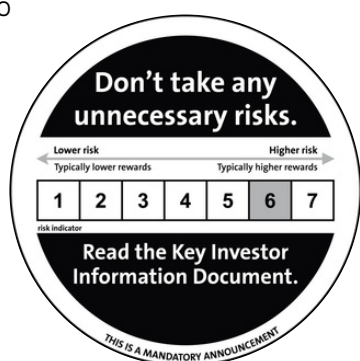 O
Don't take any
unnecessary risks.
Lower risk Higher risk
Typically lower rewards Typically higher rewards
1 2 3 4 5 6 7
risk indicator
Read the Key Investor
Information Document.
THIS IS A MANDATORY ANNOUNCEMENT